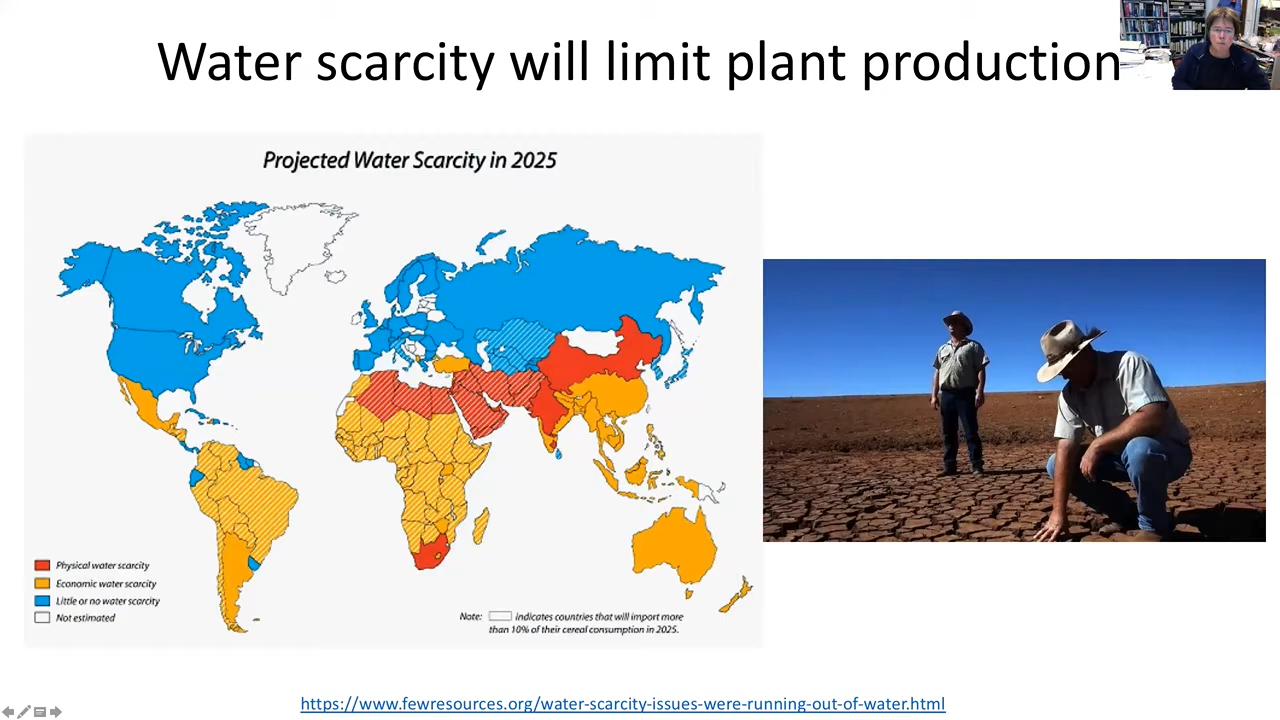 Water scarcity will limit plant production
Projected Water Scarcity in 2025
Physical water scarcity
Economic water scarcity
Little or no water scarcity
Not estimated
Note: indicates countries that will import more
than 10% of their cereal consumption in 2025.
https://www.fewresources.org/water-scarcity-issues-were-running-out-of-water.html